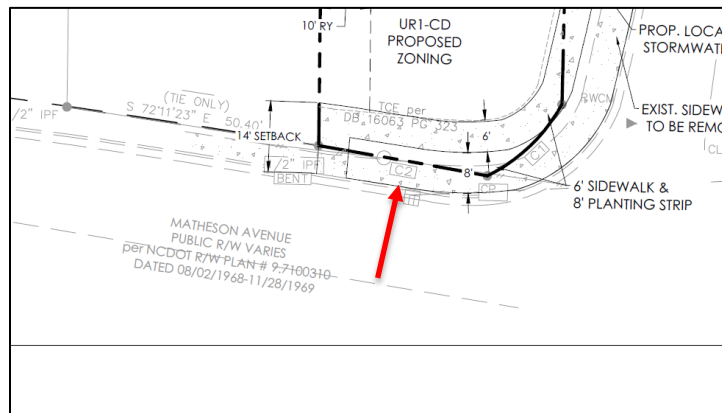 10' RY
UR1-CD
PROPOSED
ZONING
PROP. LOCA
STORMWAT
(TIE ONLY)
S 72°11'23" E 50.40'
/2" IPF
TCE per
DB 16063 PG 323
RWCM
EXIST. SIDEW
TO BE REMO
CL
14' SETBACK
6'
C1
/2" IPF
BENT
C2
8'
CP
6' SIDEWALK &
8' PLANTING STRIP
MATHESON AVENUE
PUBLIC R/W VARIES
per NCDOT R/W PLAN # 9.7100310
DATED 08/02/1968-11/28/1969